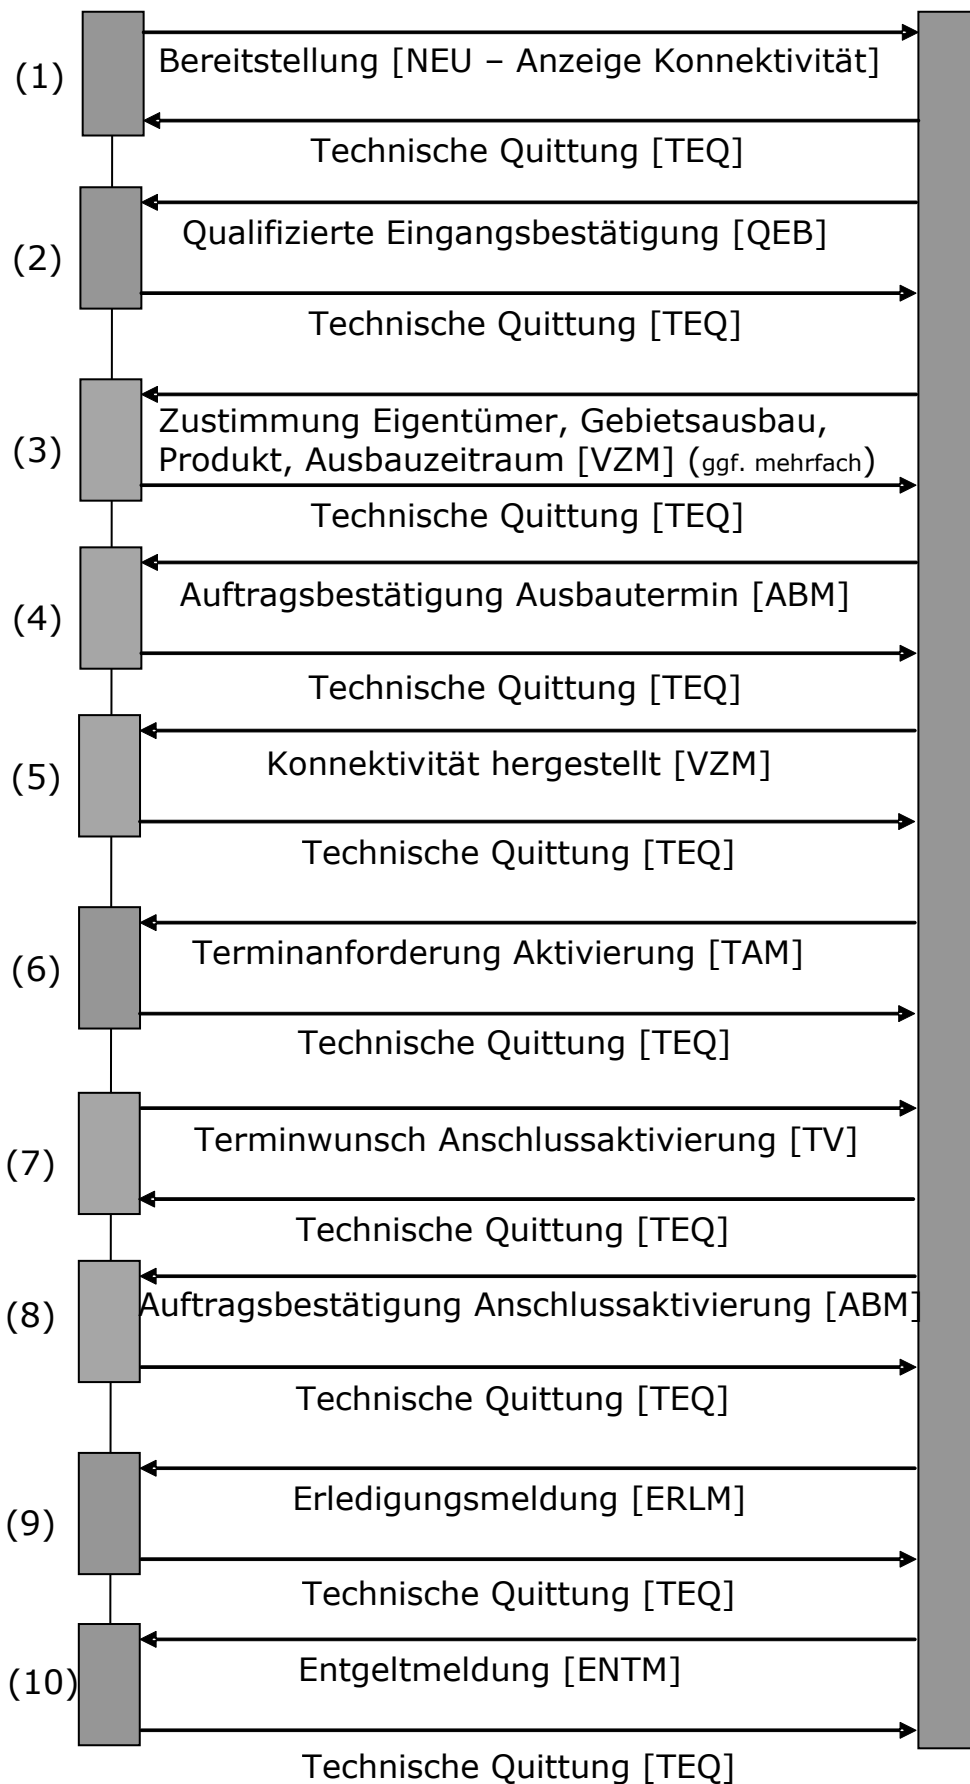 (1)
Bereitstellung [NEU – Anzeige Konnektivität]
Technische Quittung [TEQ]
(2)
Qualifizierte Eingangsbestätigung [QEB]
Technische Quittung [TEQ]
(3)
Zustimmung Eigentümer, Gebietsausbau,
Produkt, Ausbauzeitraum [VZM] (ggf. mehrfach)
Technische Quittung [TEQ]
(4)
Auftragsbestätigung Ausbautermin [ABM]
Technische Quittung [TEQ]
(5)
Konnektivität hergestellt [VZM]
Technische Quittung [TEQ]
(6)
Terminanforderung Aktivierung [TAM]
Technische Quittung [TEQ]
(7)
Terminwunsch Anschlussaktivierung [TV]
Technische Quittung [TEQ]
(8)
Auftragsbestätigung Anschlussaktivierung [ABM]
Technische Quittung [TEQ]
(9)
Erledigungsmeldung [ERLM]
Technische Quittung [TEQ]
(10)
Entgeltmeldung [ENTM]
Technische Quittung [TEQ]